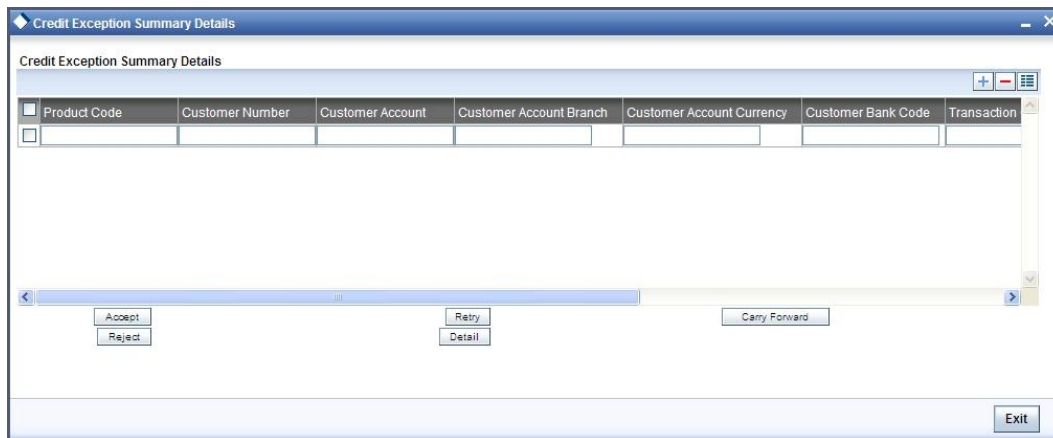 Credit Exception Summary Details
Credit Exception Summary Details
Product Code Customer Number Customer Account Customer Account Branch Customer Account Currency Customer Bank Code Transaction
Accept Retry Carry Forward
Reject Detail
Exit